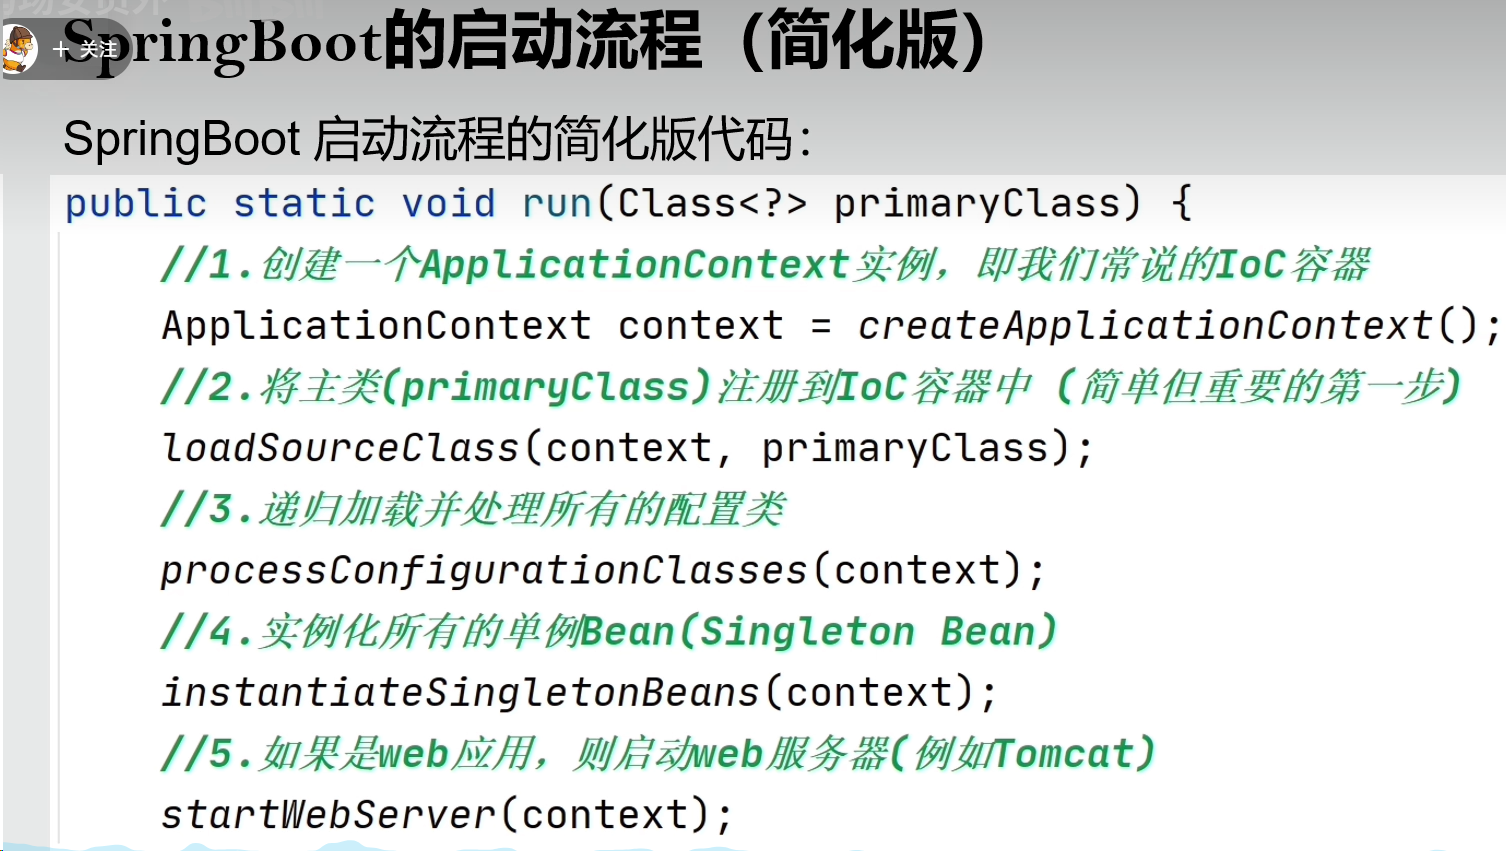 SpringBoot的启动流程（简化版）
+ 关注
SpringBoot 启动流程的简化版代码：
public static void run(Class<?> primaryClass) {
//1.创建一个ApplicationContext实例，即我们常说的IoC容器
ApplicationContext context = createApplicationContext();
//2.将主类(primaryClass)注册到IoC容器中 (简单但重要的第一步)
loadSourceClass(context, primaryClass);
//3.递归加载并处理所有的配置类
processConfigurationClasses(context);
//4.实例化所有的单例Bean(Singleton Bean)
instantiateSingletonBeans(context);
//5.如果是web应用，则启动web服务器(例如Tomcat)
startWebServer(context);